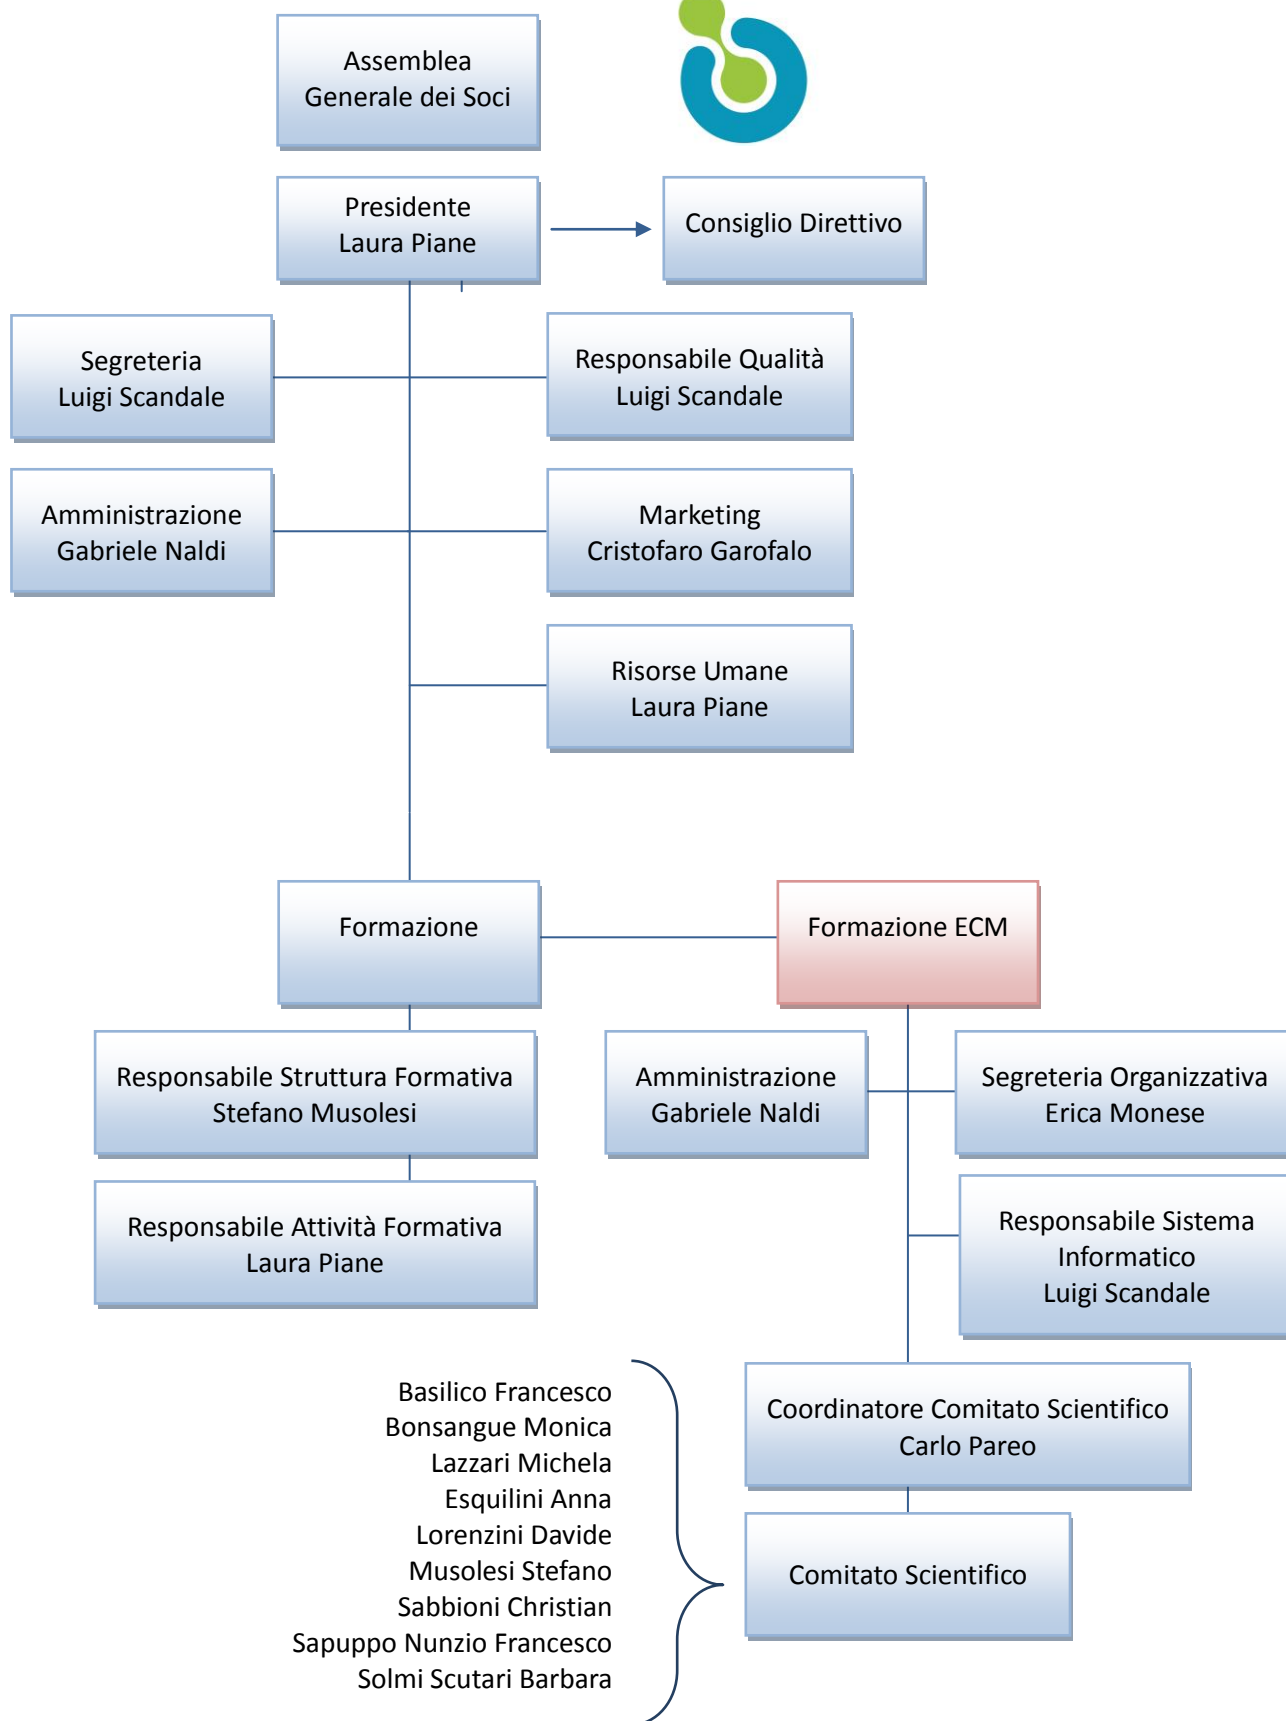 Assemblea
Generale dei Soci
Presidente
Laura Piane
Consiglio Direttivo
Segreteria
Luigi Scandale
Responsabile Qualità
Luigi Scandale
Amministrazione
Gabriele Naldi
Marketing
Cristofaro Garofalo
Risorse Umane
Laura Piane
Formazione
Formazione ECM
Responsabile Struttura Formativa
Stefano Musolesi
Amministrazione
Gabriele Naldi
Segreteria Organizzativa
Erica Monese
Responsabile Attività Formativa
Laura Piane
Responsabile Sistema
Informatico
Luigi Scandale
Coordinatore Comitato Scientifico
Carlo Pareo
Basilico Francesco
Bonsangue Monica
Lazzari Michela
Esquilini Anna
Lorenzini Davide
Musolesi Stefano
Sabbioni Christian
Sapuppo Nunzio Francesco
Solmi Scutari Barbara
Comitato Scientifico